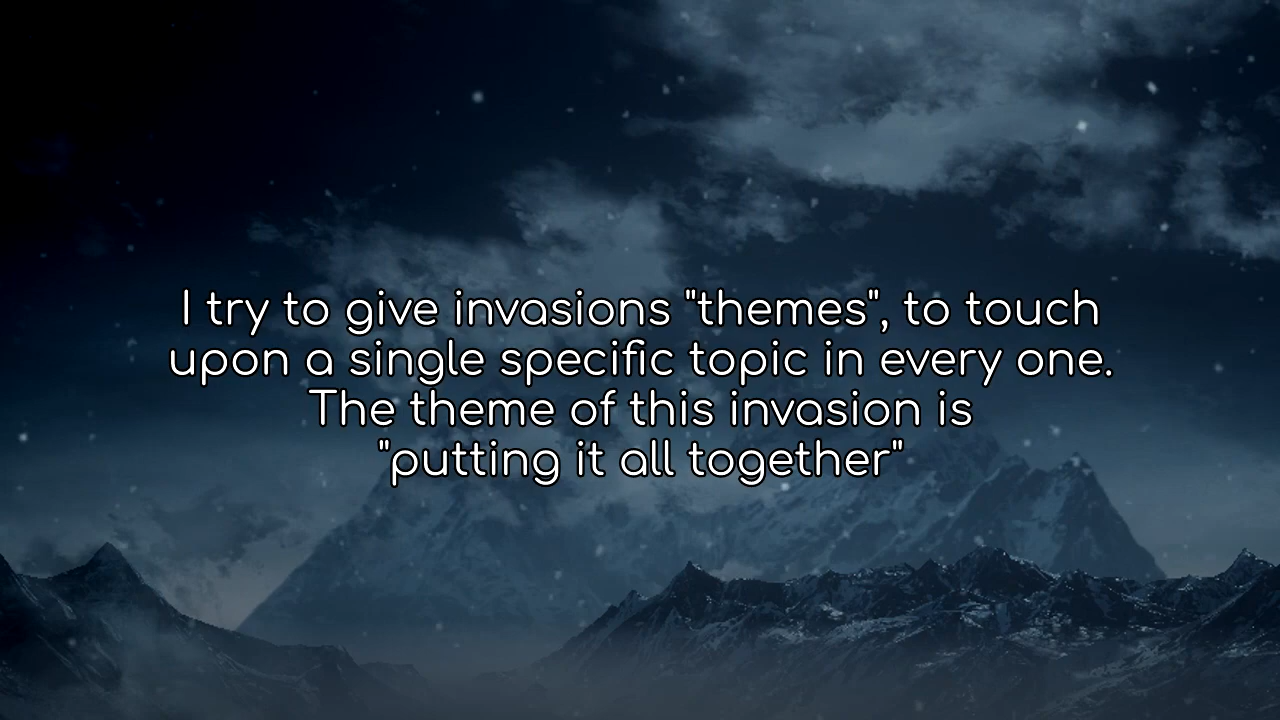 I try to give invasions "themes", to touch
upon a single specific topic in every one.
The theme of this invasion is
"putting it all together"